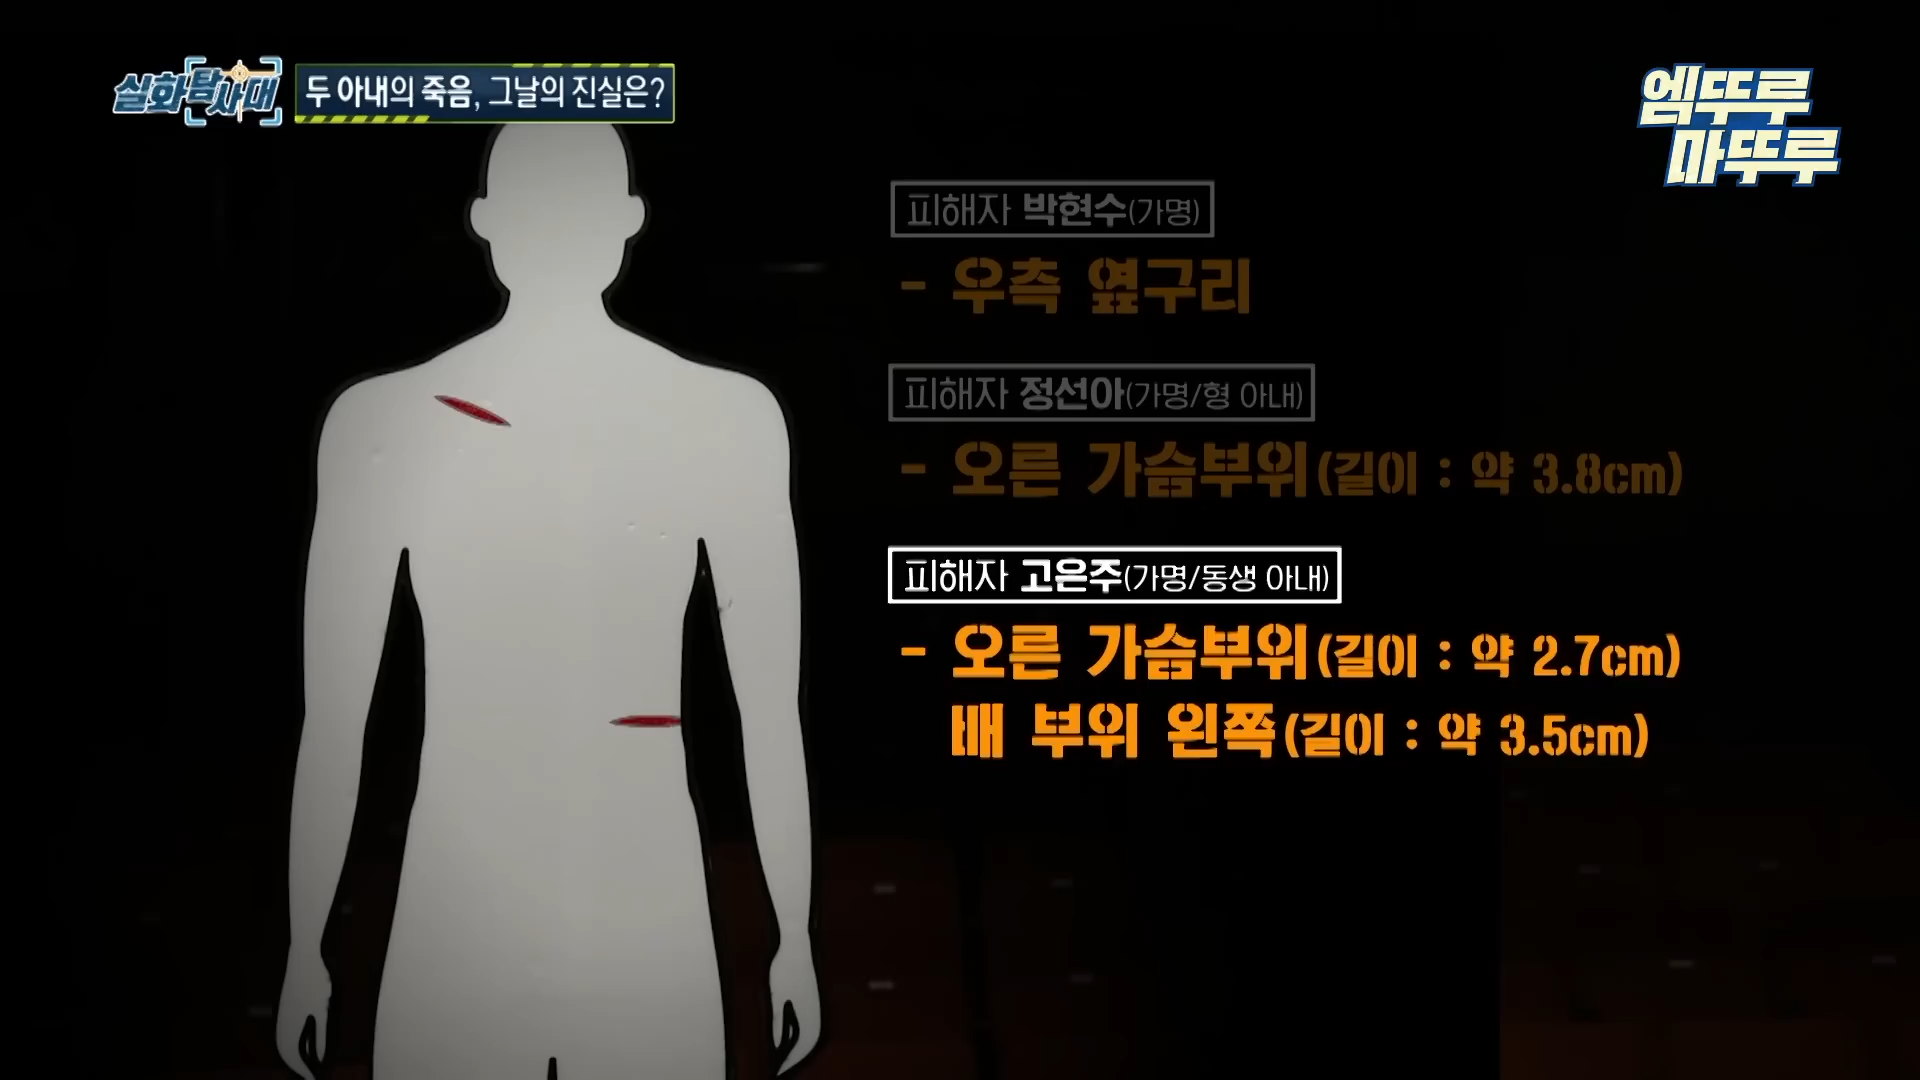 실화탐사대
두 아내의 죽음, 그날의 진실은?
엠뚜루
마뚜루
피해자 박현수(가명)
- 우측 옆구리
피해자 정선아(가명/형 아내)
- 오른 가슴부위(길이 : 약 3.8cm)
피해자 고은주(가명/동생 아내)
- 오른 가슴부위(길이 : 약 2.7cm)
배 부위 왼쪽(길이 : 약 3.5cm)